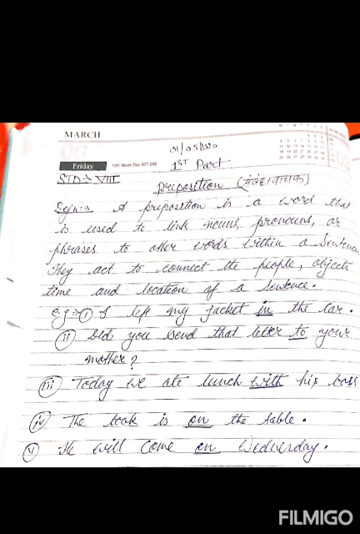 MARCH
Friday
01/05/2020
1ST Part
STD → VIII
preposition (संबंधवाचक)
Defn:- A preposition is a word that
is used to link nouns, pronouns, or
phrases to other words within a sentence.
They act to connect the people, objects
time and location of a sentence.
eg → (i) I left my jacket in the car.
(ii) Did you send that letter to your
mother?
(iii) Today we ate lunch with his boss
(iv) The book is on the table.
(v) He will come on Wednesday.
FILMIGO